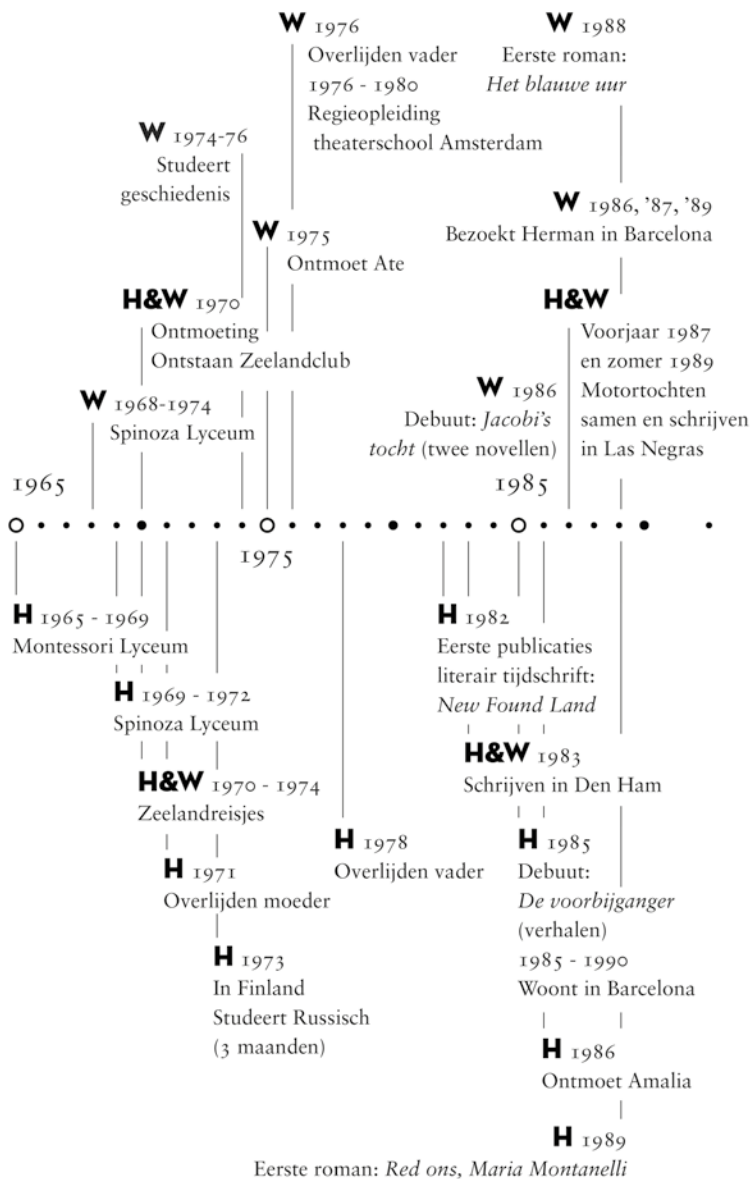 W 1976
Overlijden vader
1976 - 1980
Regieopleiding
theaterschool Amsterdam
W 1988
Eerste roman:
Het blauwe uur
W 1974-76
Studeert
geschiedenis
W 1975
Ontmoet Ate
W 1986, ’87, ’89
Bezoekt Herman in Barcelona
H&W 1970
Ontmoeting
Ontstaan Zeelandclub
H&W
Voorjaar 1987
en zomer 1989
Motortochten
samen en schrijven
in Las Negras
W 1968-1974
Spinoza Lyceum
W 1986
Debuut: Jacobi’s
tocht (twee novellen)
1965
1985
1975
H 1965 - 1969
Montessori Lyceum
H 1982
Eerste publicaties
literair tijdschrift:
New Found Land
H 1969 - 1972
Spinoza Lyceum
H&W 1983
Schrijven in Den Ham
H&W 1970 - 1974
Zeelandreisjes
H 1978
Overlijden vader
H 1985
Debuut:
De voorbijganger
(verhalen)
1985 - 1990
Woont in Barcelona
H 1971
Overlijden moeder
H 1973
In Finland
Studeert Russisch
(3 maanden)
H 1986
Ontmoet Amalia
H 1989
Eerste roman: Red ons, Maria Montanelli